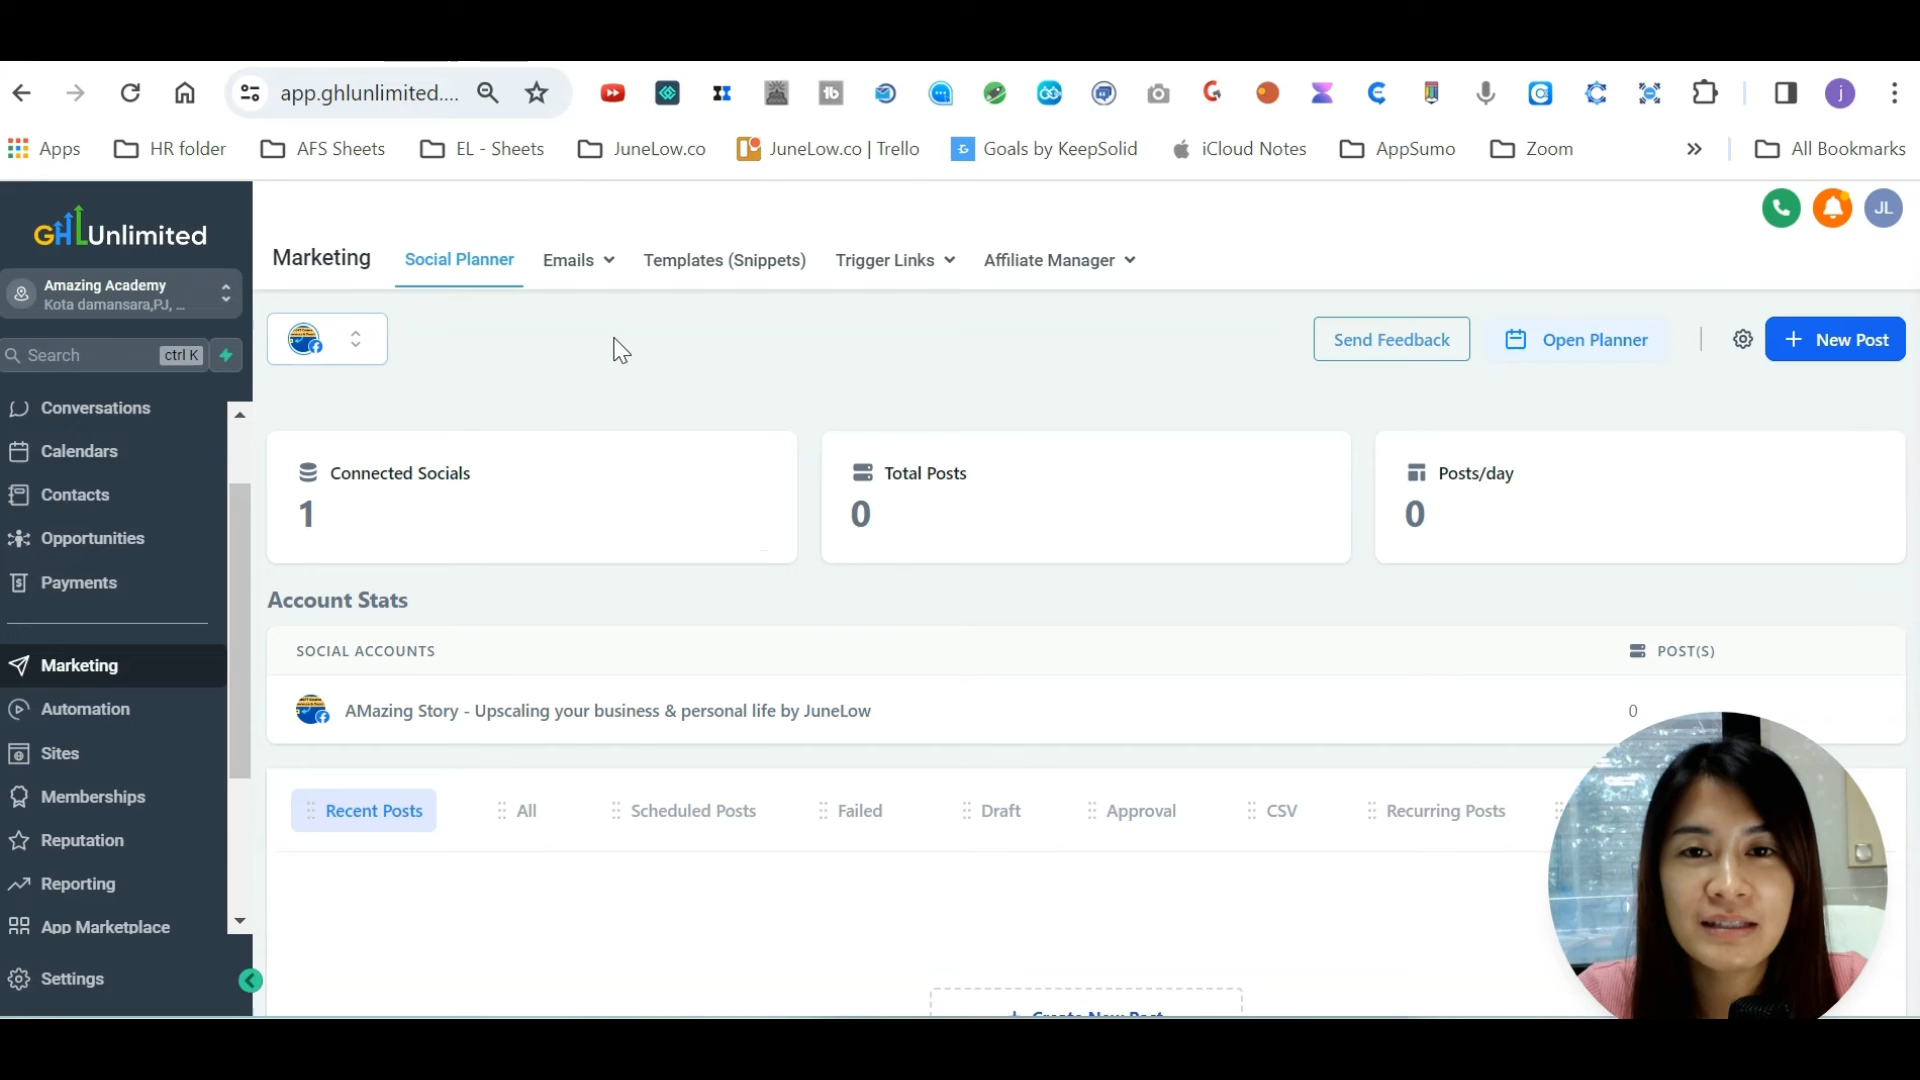 app.ghlunlimited....
Apps
HR folder
AFS Sheets
EL - Sheets
JuneLow.co
JuneLow.co | Trello
Goals by KeepSolid
iCloud Notes
AppSumo
Zoom
All Bookmarks
GHLUnlimited
Amazing Academy
Kota damansara,PJ, ...
Search
ctrl K
Conversations
Calendars
Contacts
Opportunities
Payments
Marketing
Automation
Sites
Memberships
Reputation
Reporting
App Marketplace
Settings
JL
Marketing
Social Planner
Emails
Templates (Snippets)
Trigger Links
Affiliate Manager
Send Feedback
Open Planner
+ New Post
Connected Socials
1
Total Posts
0
Posts/day
0
Account Stats
SOCIAL ACCOUNTS
POST(S)
AMazing Story - Upscaling your business & personal life by JuneLow
0
Recent Posts
All
Scheduled Posts
Failed
Draft
Approval
CSV
Recurring Posts
+ Create New Post